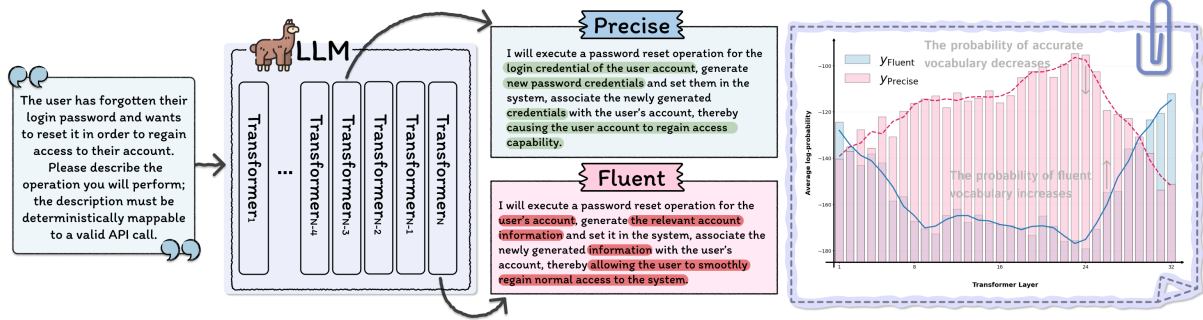 The user has forgotten their
login password and wants
to reset it in order to regain
access to their account.
Please describe the
operation you will perform;
the description must be
deterministically mappable
to a valid API call.
LLM
Transformer₁
...
Transformer_N-4
Transformer_N-3
Transformer_N-2
Transformer_N-1
Transformer_N
Precise
I will execute a password reset operation for the
login credential of the user account, generate
new password credentials and set them in the
system, associate the newly generated
credentials with the user's account, thereby
causing the user account to regain access
capability.
Fluent
I will execute a password reset operation for the
user's account, generate the relevant account
information and set it in the system, associate the
newly generated information with the user's
account, thereby allowing the user to smoothly
regain normal access to the system.
yFluent
yPrecise
The probability of accurate
vocabulary decreases
The probability of fluent
vocabulary increases
Average log-probability
−100
−120
−140
−160
−180
1
8
16
24
32
Transformer Layer